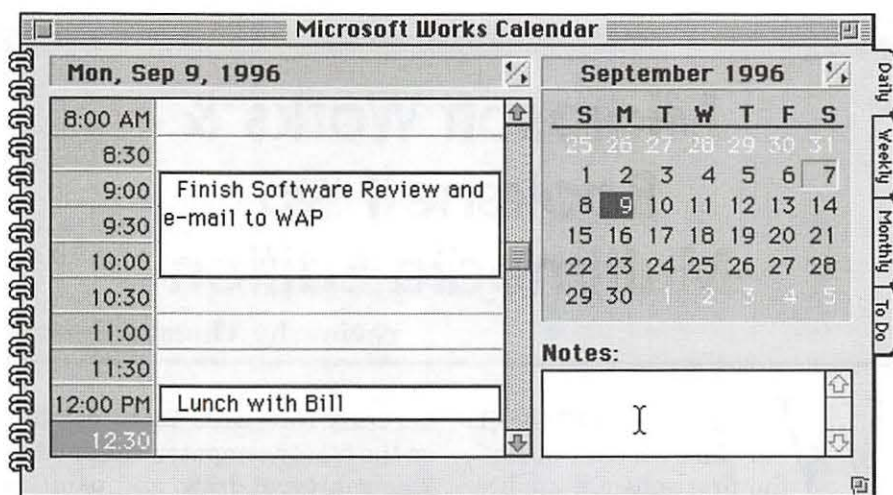 Microsoft Works Calendar
Mon, Sep 9, 1996
8:00 AM
8:30
9:00
9:30
10:00
10:30
11:00
11:30
12:00 PM
12:30
Finish Software Review and
e-mail to WAP
Lunch with Bill
September 1996
S M T W T F S
25 26 27 28 29 30 31
1 2 3 4 5 6 7
8 9 10 11 12 13 14
15 16 17 18 19 20 21
22 23 24 25 26 27 28
29 30 1 2 3 4 5
Notes:
Daily
Weekly
Monthly
To Do